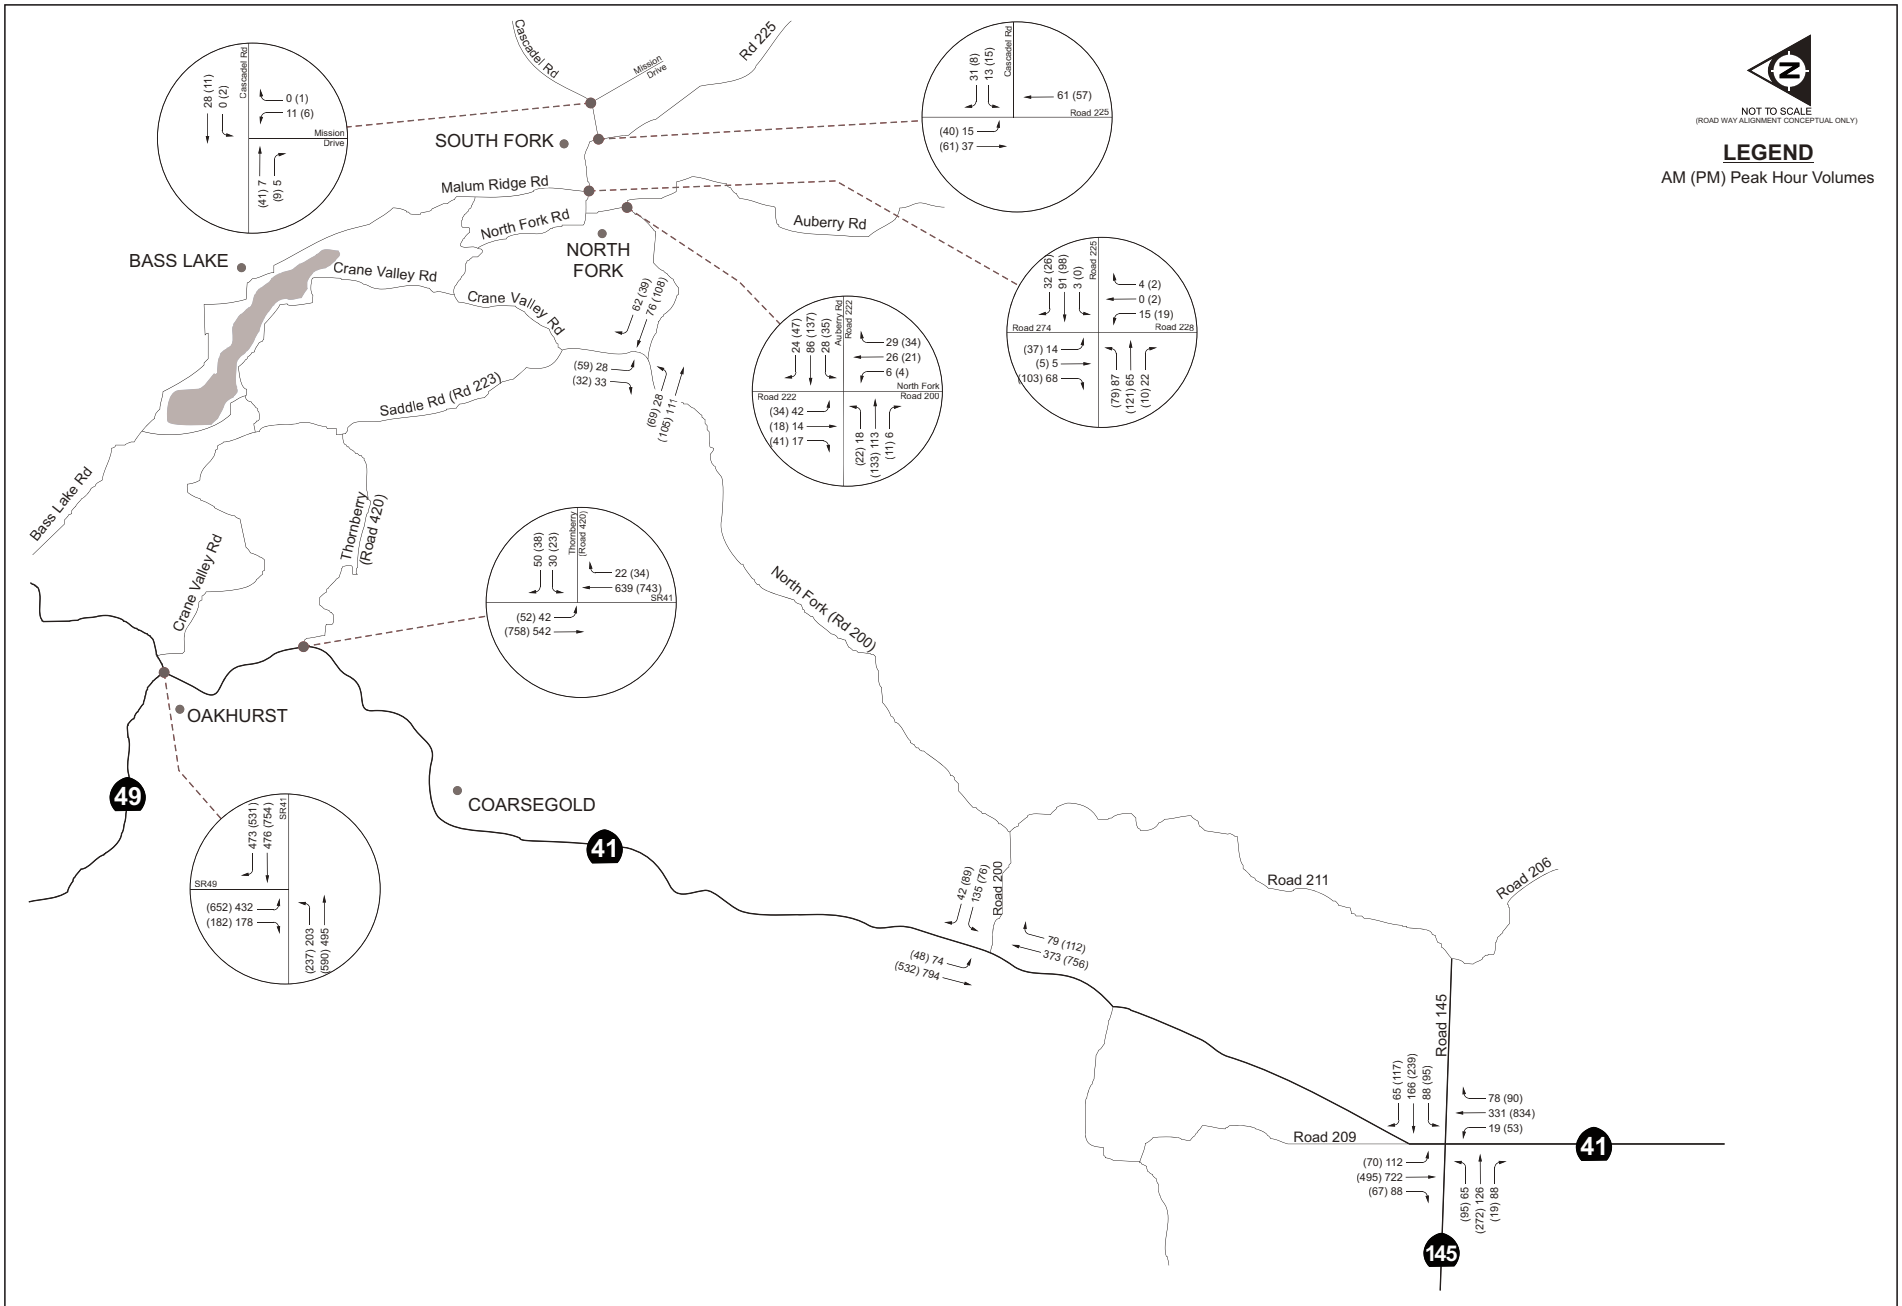 Cascadel Rd
Mission
Drive
Rd 225
SOUTH FORK
Malum Ridge Rd
North Fork Rd
NORTH
FORK
Auberry Rd
BASS LAKE
Crane Valley Rd
Crane Valley Rd
Saddle Rd (Rd 223)
Bass Lake Rd
Crane Valley Rd
Thornberry
(Road 420)
OAKHURST
COARSEGOLD
North Fork (Rd 200)
Road 200
Road 211
Road 206
Road 145
Road 209
49
41
41
145
N
NOT TO SCALE
(ROAD WAY ALIGNMENT CONCEPTUAL ONLY)
LEGEND
AM (PM) Peak Hour Volumes
28 (11)
0 (2)
Cascadel Rd
0 (1)
11 (6)
Mission
Drive
(41) 7
(9) 5
31 (8)
13 (15)
Cascadel Rd
61 (57)
Road 225
(40) 15
(61) 37
32 (26)
91 (98)
3 (0)
Road 225
4 (2)
0 (2)
15 (19)
Road 274
Road 228
(37) 14
(5) 5
(103) 68
(79) 87
(121) 65
(10) 22
24 (47)
86 (137)
28 (35)
Auberry Rd
Road 222
29 (34)
26 (21)
6 (4)
North Fork
Road 200
Road 222
(34) 42
(18) 14
(41) 17
(22) 18
(133) 113
(11) 6
62 (39)
76 (108)
(59) 28
(32) 33
(69) 28
(105) 111
50 (38)
30 (23)
Thornberry
(Road 420)
22 (34)
639 (743)
SR41
(52) 42
(758) 542
473 (531)
476 (754)
SR41
SR49
(652) 432
(182) 178
(237) 203
(590) 495
42 (89)
135 (76)
79 (112)
373 (756)
(48) 74
(532) 794
65 (117)
166 (239)
88 (95)
78 (90)
331 (834)
19 (53)
(70) 112
(495) 722
(67) 88
(95) 65
(272) 126
(19) 88